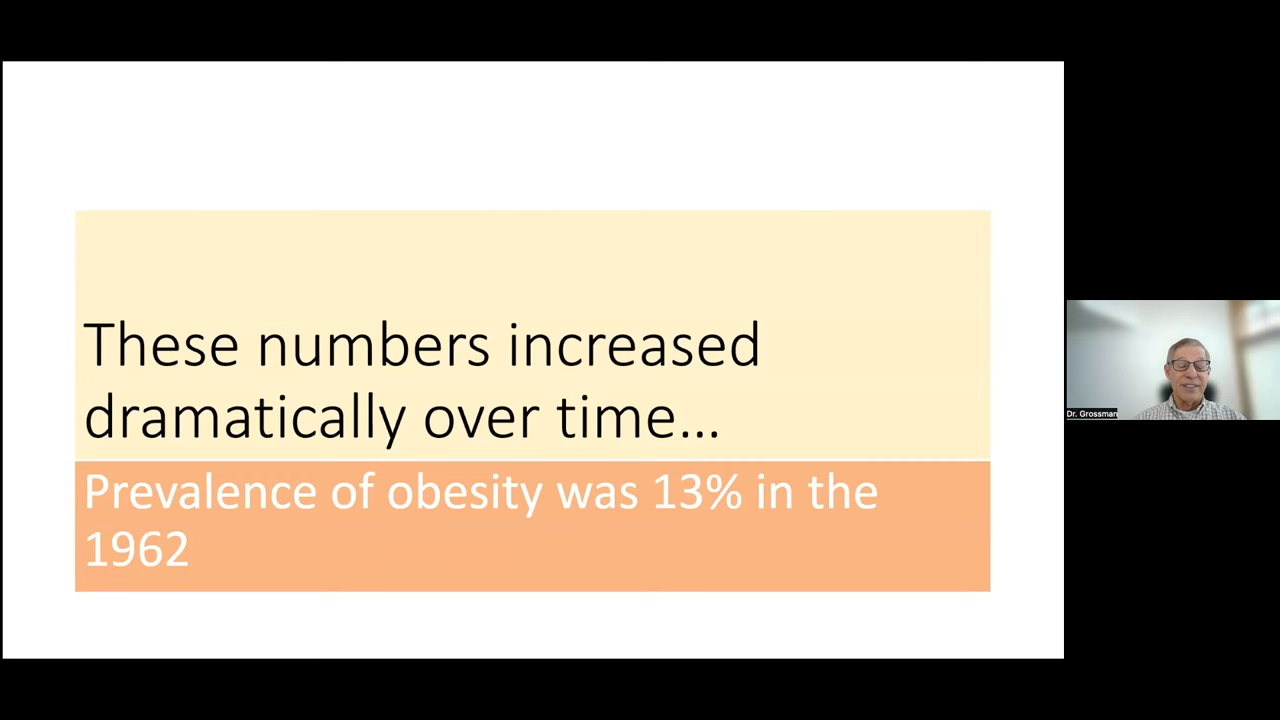 These numbers increased
dramatically over time...
Prevalence of obesity was 13% in the
1962
Dr. Grossman